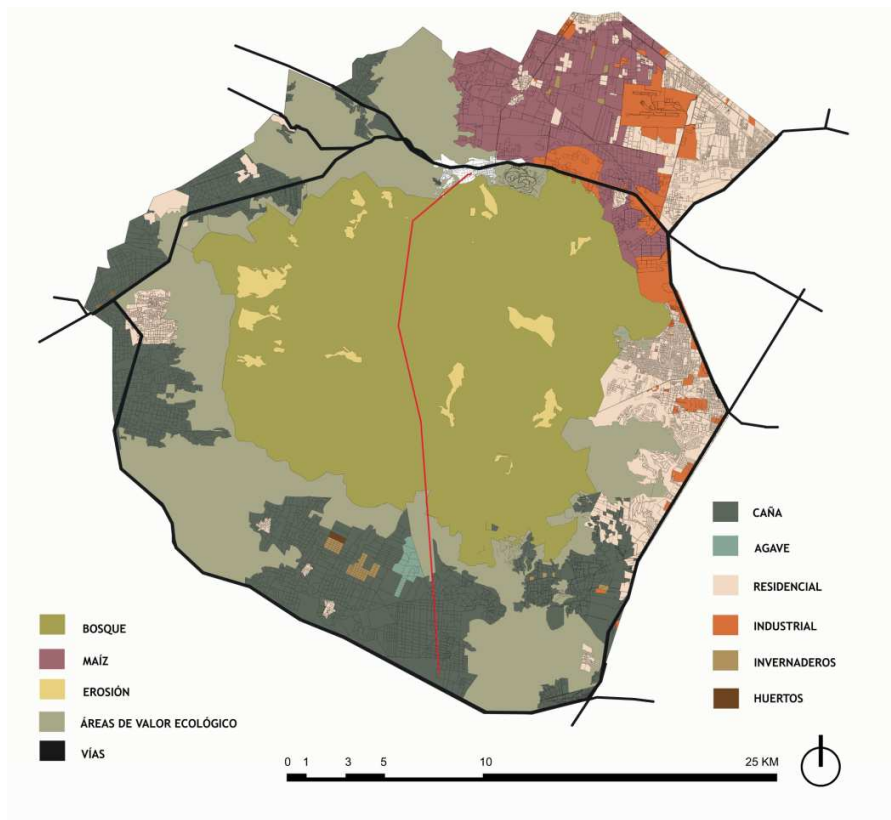 BOSQUE
MAÍZ
EROSIÓN
ÁREAS DE VALOR ECOLÓGICO
VÍAS
CAÑA
AGAVE
RESIDENCIAL
INDUSTRIAL
INVERNADEROS
HUERTOS
0 1 3 5 10 25 KM